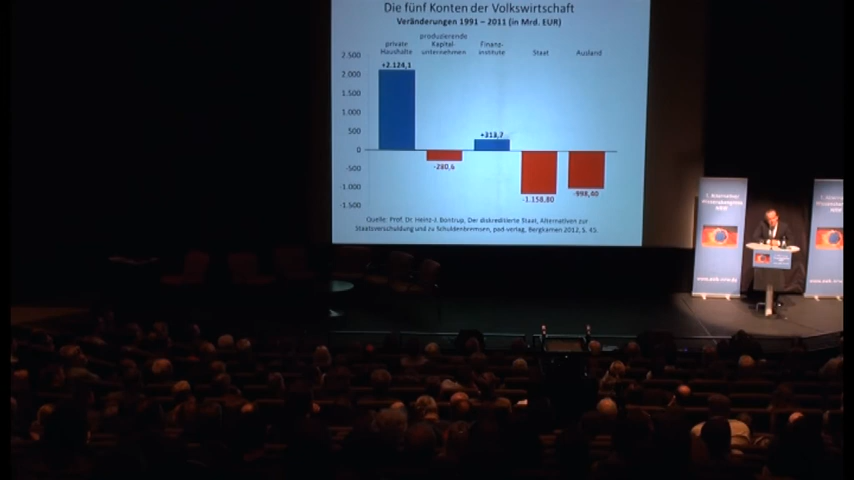 Die fünf Konten der Volkswirtschaft
Veränderungen 1991 – 2011 (in Mrd. EUR)
private
Haushalte
produzierende
Kapital-
unternehmen
Finanz-
institute
Staat
Ausland
2.500
2.000
1.500
1.000
500
0
-500
-1.000
-1.500
+2.124,1
-280,6
+313,7
-1.158,80
-998,40
Quelle: Prof. Dr. Heinz-J. Bontrup, Der diskreditierte Staat, Alternativen zur
Staatsverschuldung und zu Schuldenbremsen, pad-verlag, Bergkamen 2012, S. 45.
1. Alternativer